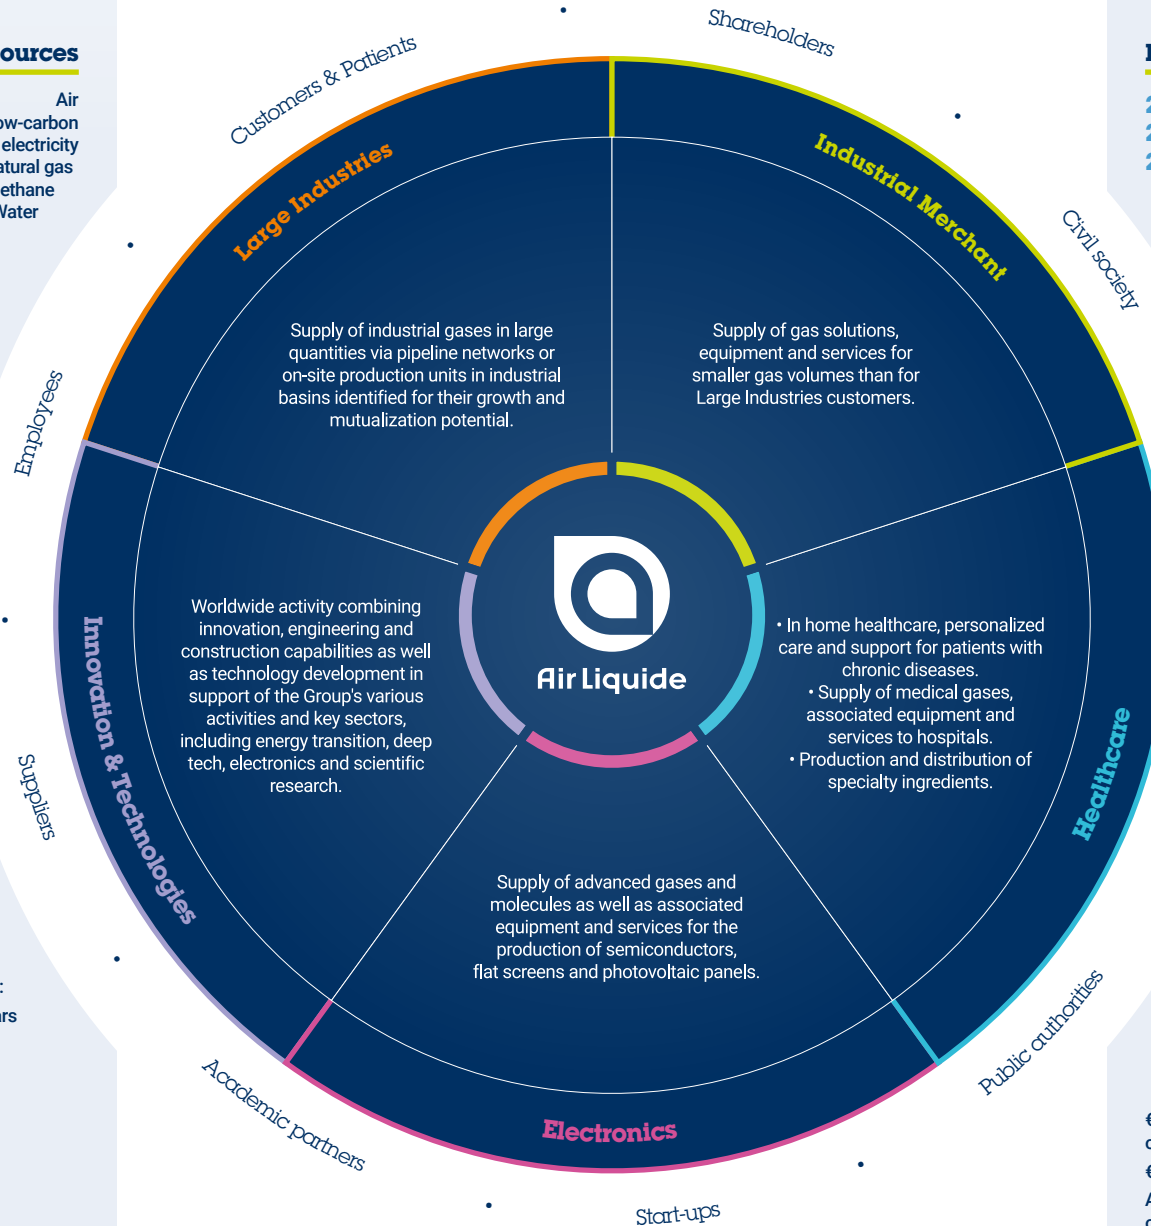 Customers & Patients
Shareholders
Civil society
Public authorities
Start-ups
Academic partners
Suppliers
Employees
Air
electricity
Large Industries
Supply of industrial gases in large
quantities via pipeline networks or
on-site production units in industrial
basins identified for their growth and
mutualization potential.
Industrial Merchant
Supply of gas solutions,
equipment and services for
smaller gas volumes than for
Large Industries customers.
Healthcare
• In home healthcare, personalized
care and support for patients with
chronic diseases.
• Supply of medical gases,
associated equipment and
services to hospitals.
• Production and distribution of
specialty ingredients.
Electronics
Supply of advanced gases and
molecules as well as associated
equipment and services for the
production of semiconductors,
flat screens and photovoltaic panels.
Innovation & Technologies
Worldwide activity combining
innovation, engineering and
construction capabilities as well
as technology development in
support of the Group's various
activities and key sectors,
including energy transition, deep
tech, electronics and scientific
research.
Air Liquide